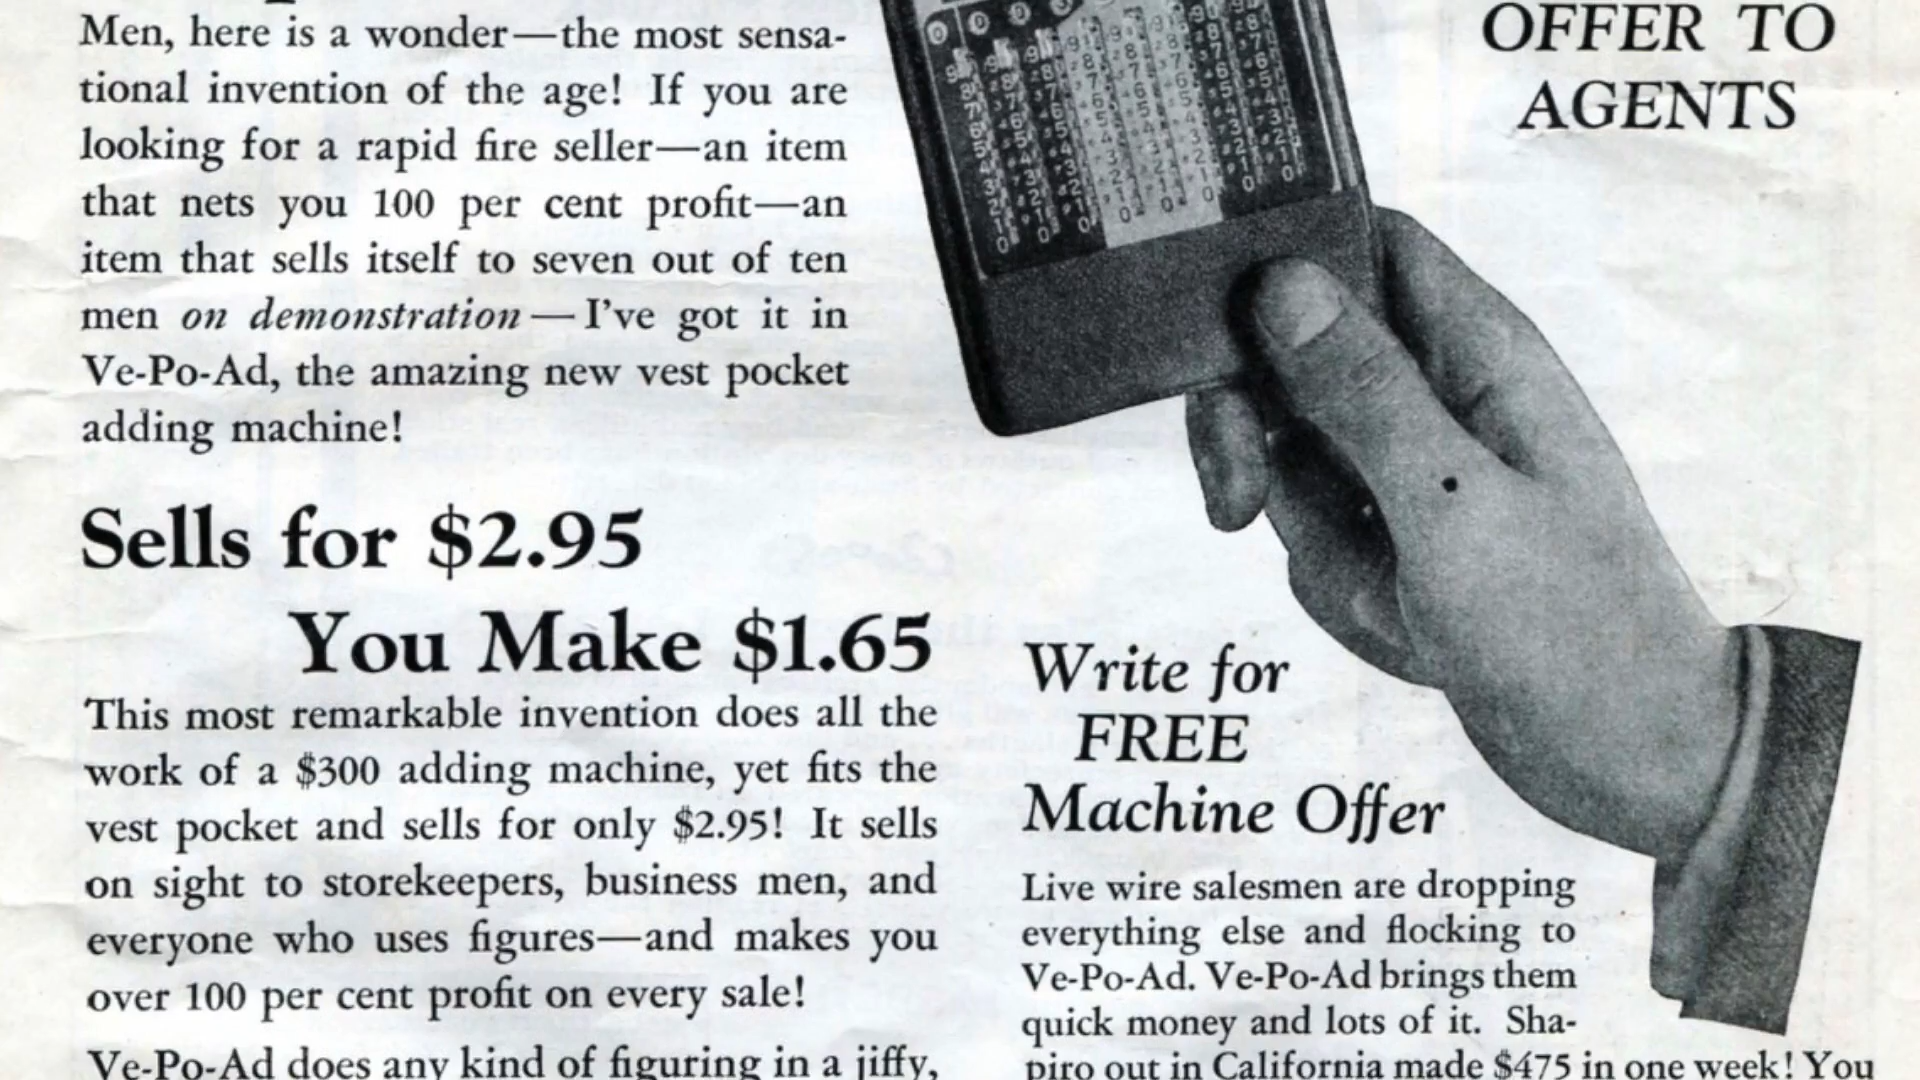 Men, here is a wonder—the most sensa-
tional invention of the age! If you are
looking for a rapid fire seller—an item
that nets you 100 per cent profit—an
item that sells itself to seven out of ten
men on demonstration—I've got it in
Ve-Po-Ad, the amazing new vest pocket
adding machine!
Sells for $2.95
You Make $1.65
This most remarkable invention does all the
work of a $300 adding machine, yet fits the
vest pocket and sells for only $2.95! It sells
on sight to storekeepers, business men, and
everyone who uses figures—and makes you
over 100 per cent profit on every sale!
Ve-Po-Ad does any kind of figuring in a jiffy,
OFFER TO
AGENTS
Write for
FREE
Machine Offer
Live wire salesmen are dropping
everything else and flocking to
Ve-Po-Ad. Ve-Po-Ad brings them
quick money and lots of it. Sha-
piro out in California made $475 in one week! You